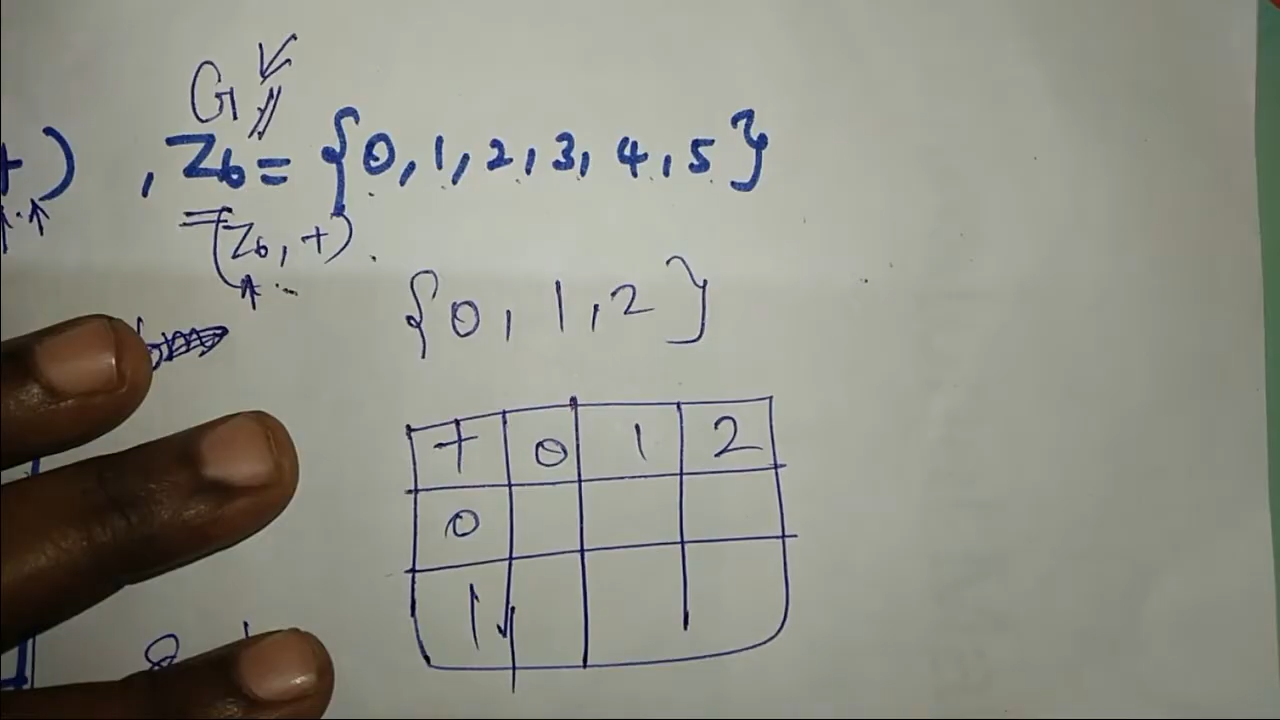 G
+) , Z6 = {0, 1, 2, 3, 4, 5}
(Z6, +).
{0, 1, 2}
+ 0 1 2
0
1